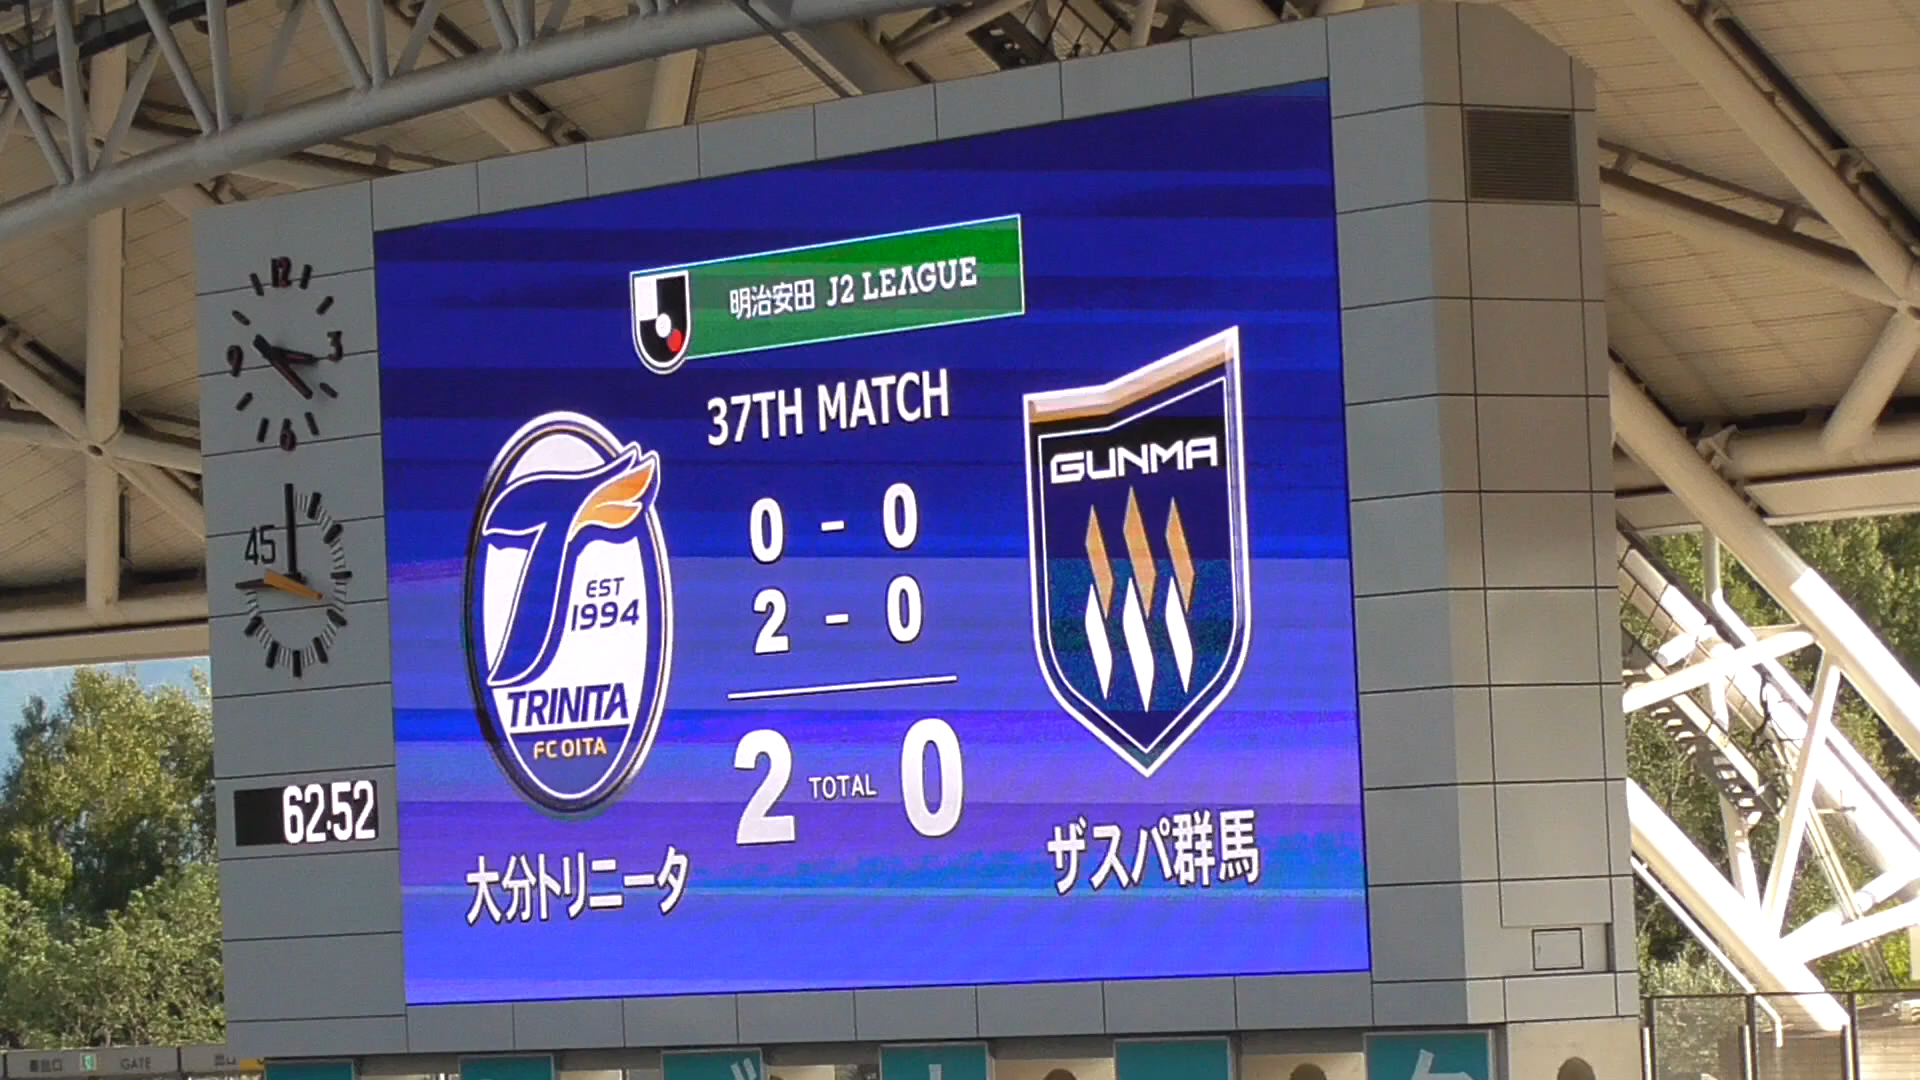 明治安田 J2 LEAGUE
37TH MATCH
0 - 0
2 - 0
2 TOTAL 0
EST
1994
TRINITA
FC OITA
GUNMA
大分トリニータ
ザスパ群馬
12
3
6
9
45
62:52
GATE